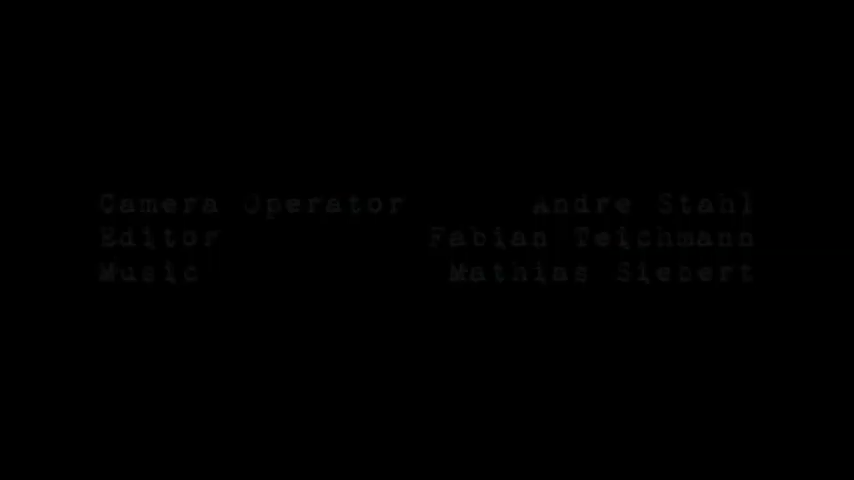 Camera Operator Andre Stahl
Editor Fabian Teichmann
Music Mathias Siebert